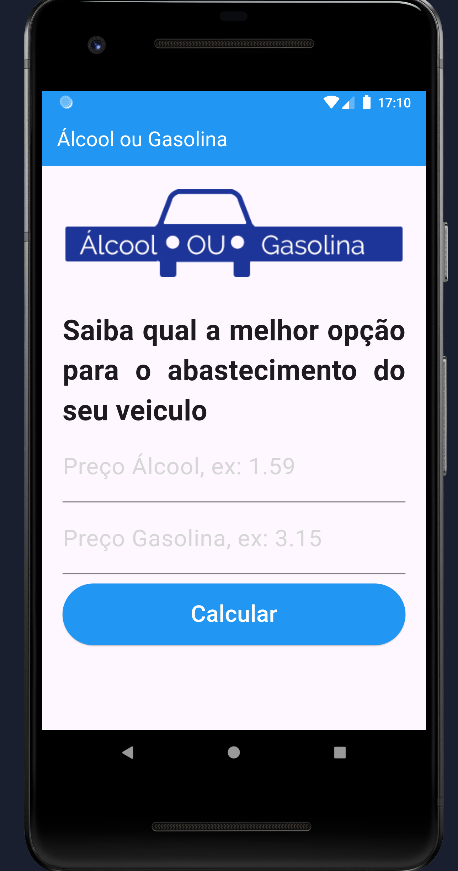 17:10
Álcool ou Gasolina
Álcool OU Gasolina
Saiba qual a melhor opção
para o abastecimento do
seu veiculo
Preço Álcool, ex: 1.59
Preço Gasolina, ex: 3.15
Calcular